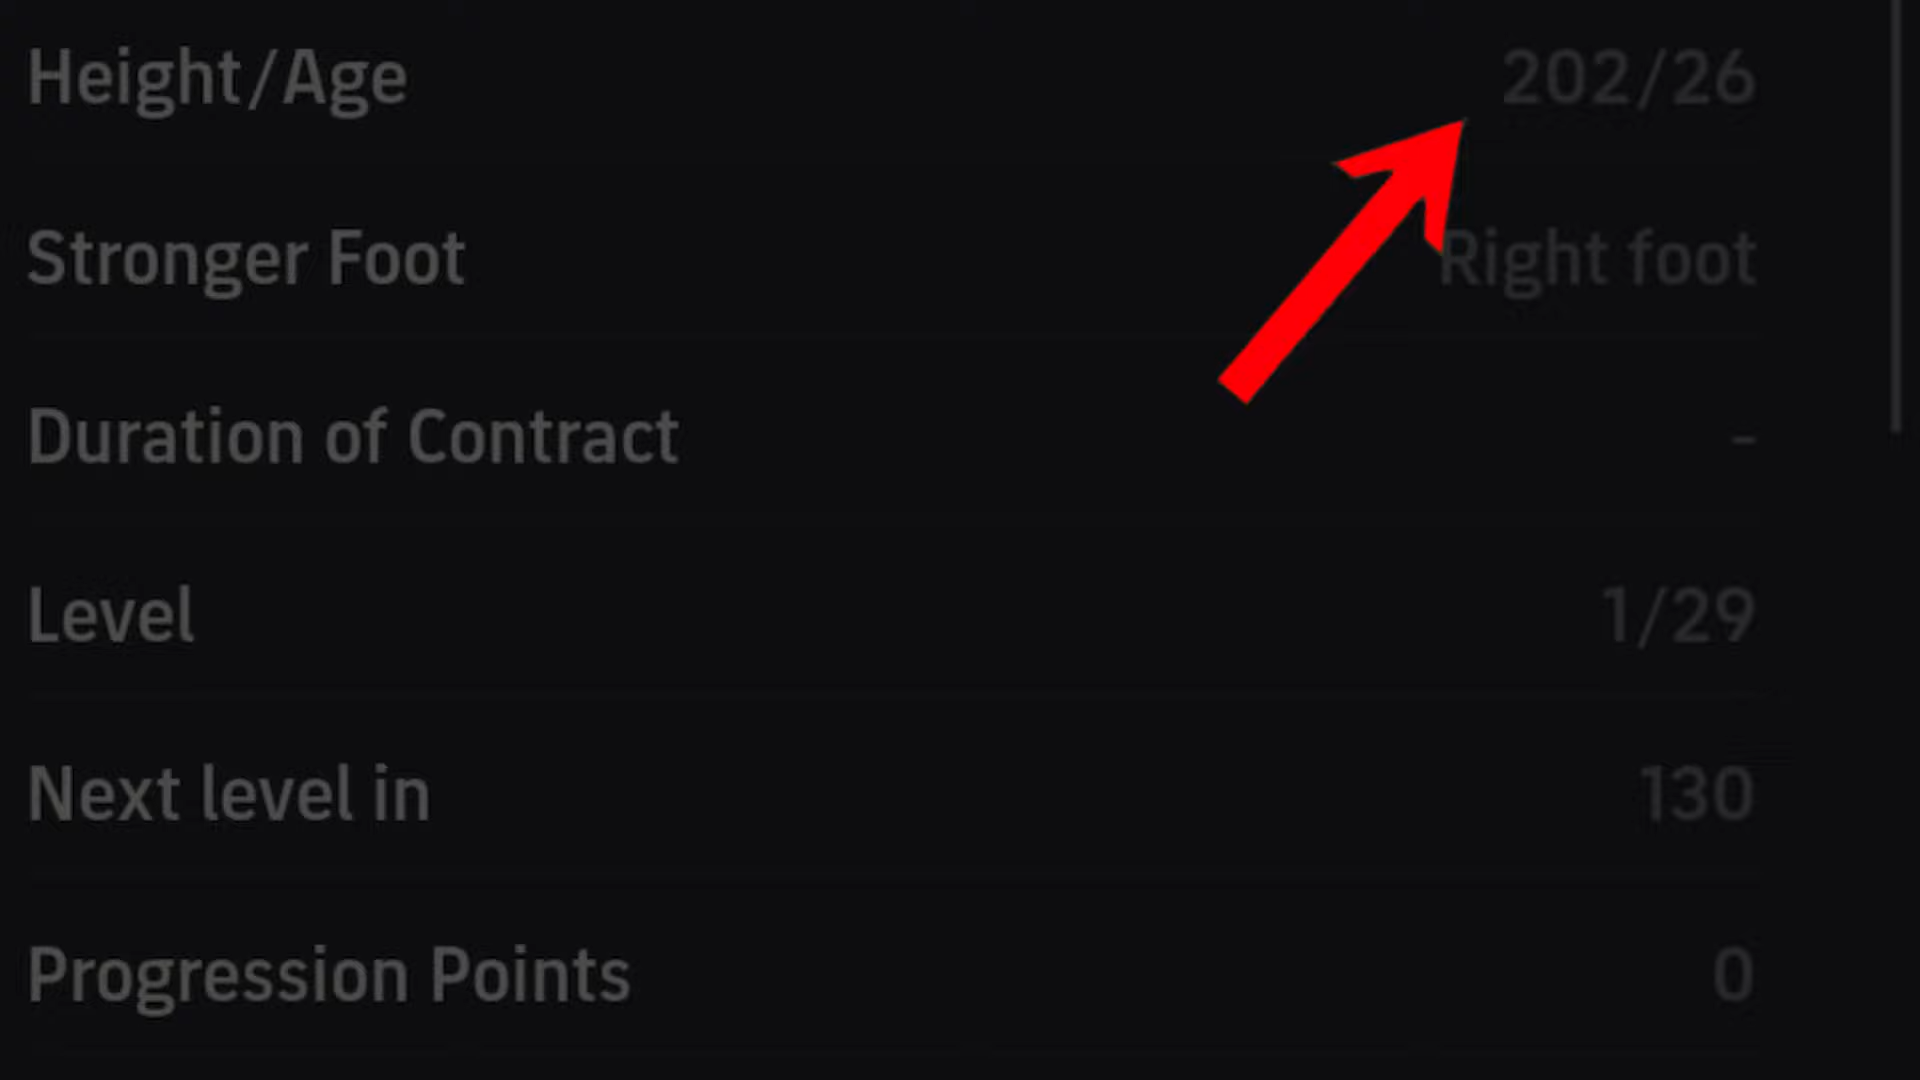 Height/Age 202/26
Stronger Foot Right foot
Duration of Contract -
Level 1/29
Next level in 130
Progression Points 0